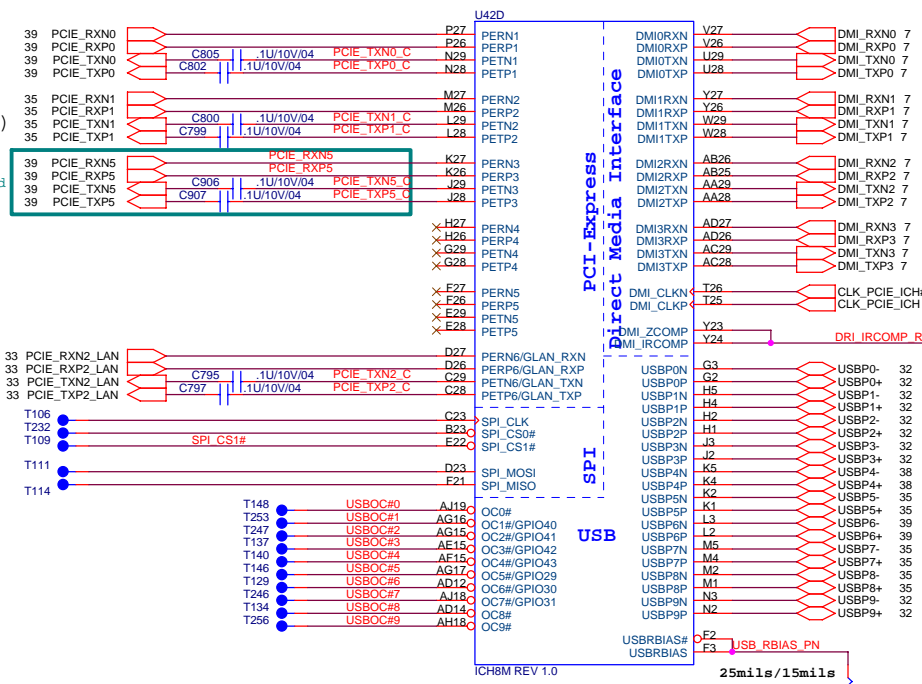 U42D
39 PCIE_RXN0 P27 PERN1 DMI0RXN V27 DMI_RXN0 7
39 PCIE_RXP0 P26 PERP1 DMI0RXP V26 DMI_RXP0 7
39 PCIE_TXN0 C805 .1U/10V/04 PCIE_TXN0_C N29 PETN1 DMI0TXN U29 DMI_TXN0 7
39 PCIE_TXP0 C802 .1U/10V/04 PCIE_TXP0_C N28 PETP1 DMI0TXP U28 DMI_TXP0 7
35 PCIE_RXN1 M27 PERN2 DMI1RXN Y27 DMI_RXN1 7
35 PCIE_RXP1 M26 PERP2 DMI1RXP Y26 DMI_RXP1 7
35 PCIE_TXN1 C800 .1U/10V/04 PCIE_TXN1_C L29 PETN2 DMI1TXN W29 DMI_TXN1 7
35 PCIE_TXP1 C799 .1U/10V/04 PCIE_TXP1_C L28 PETP2 DMI1TXP W28 DMI_TXP1 7
39 PCIE_RXN5 PCIE_RXN5 K27 PERN3 DMI2RXN AB26 DMI_RXN2 7
39 PCIE_RXP5 PCIE_RXP5 K26 PERP3 DMI2RXP AB25 DMI_RXP2 7
39 PCIE_TXN5 C906 .1U/10V/04 PCIE_TXN5_C J29 PETN3 DMI2TXN AA29 DMI_TXN2 7
39 PCIE_TXP5 C907 .1U/10V/04 PCIE_TXP5_C J28 PETP3 DMI2TXP AA28 DMI_TXP2 7
H27 PERN4 DMI3RXN AD27 DMI_RXN3 7
H26 PERP4 DMI3RXP AD26 DMI_RXP3 7
G29 PETN4 DMI3TXN AC29 DMI_TXN3 7
G28 PETP4 DMI3TXP AC28 DMI_TXP3 7
PCI-Express
Direct Media Interface
F27 PERN5 DMI_CLKN T26 CLK_PCIE_ICH#
F26 PERP5 DMI_CLKP T25 CLK_PCIE_ICH
E29 PETN5
E28 PETP5 DMI_ZCOMP Y23
DMI_IRCOMP Y24 DRI_IRCOMP_R
33 PCIE_RXN2_LAN D27 PERN6/GLAN_RXN
33 PCIE_RXP2_LAN D26 PERP6/GLAN_RXP USBP0N G3 USBP0- 32
33 PCIE_TXN2_LAN C795 .1U/10V/04 PCIE_TXN2_C C29 PETN6/GLAN_TXN USBP0P G2 USBP0+ 32
33 PCIE_TXP2_LAN C797 .1U/10V/04 PCIE_TXP2_C C28 PETP6/GLAN_TXP USBP1N H5 USBP1- 32
USBP1P H4 USBP1+ 32
T106 C23 SPI_CLK USBP2N H2 USBP2- 32
T232 B23 SPI_CS0# USBP2P H1 USBP2+ 32
T109 SPI_CS1# E22 SPI_CS1# USBP3N J3 USBP3- 32
SPI
USBP3P J2 USBP3+ 32
T111 D23 SPI_MOSI USBP4N K5 USBP4- 38
T114 F21 SPI_MISO USBP4P K4 USBP4+ 38
USBP5N K2 USBP5- 35
T148 USBOC#0 AJ19 OC0# USBP5P K1 USBP5+ 35
T253 USBOC#1 AG16 OC1#/GPIO40 USBP6N L3 USBP6- 39
T247 USBOC#2 AG15 OC2#/GPIO41 USBP6P L2 USBP6+ 39
USB
T137 USBOC#3 AE15 OC3#/GPIO42 USBP7N M5 USBP7- 35
T140 USBOC#4 AF15 OC4#/GPIO43 USBP7P M4 USBP7+ 35
T146 USBOC#5 AG17 OC5#/GPIO29 USBP8N M2 USBP8- 35
T129 USBOC#6 AD12 OC6#/GPIO30 USBP8P M1 USBP8+ 35
T246 USBOC#7 AJ18 OC7#/GPIO31 USBP9N N3 USBP9- 32
T134 USBOC#8 AD14 OC8# USBP9P N2 USBP9+ 32
T256 USBOC#9 AH18 OC9#
USBRBIAS# F2 USB_RBIAS_PN
USBRBIAS F3
ICH8M REV 1.0
25mils/15mils